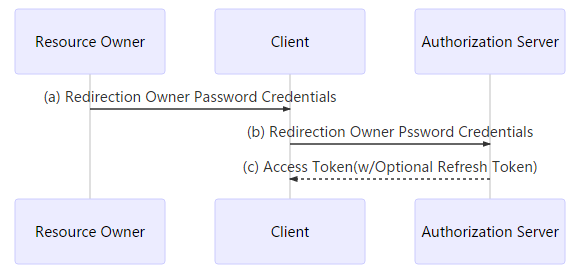 Resource Owner
Client
Authorization Server
(a) Redirection Owner Password Credentials
(b) Redirection Owner Pssword Credentials
(c) Access Token(w/Optional Refresh Token)
Resource Owner
Client
Authorization Server